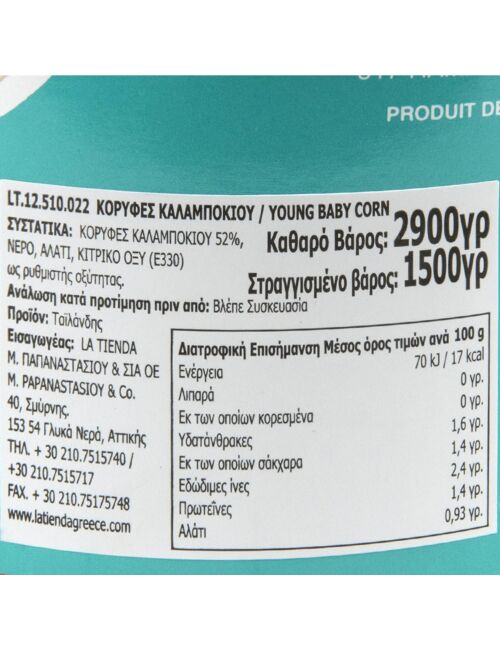 PRODUIT DE
LT.12.510.022 ΚΟΡΥΦΕΣ ΚΑΛΑΜΠΟΚΙΟΥ / YOUNG BABY CORN
ΣΥΣΤΑΤΙΚΑ: ΚΟΡΥΦΕΣ ΚΑΛΑΜΠΟΚΙΟΥ 52%,
ΝΕΡΟ, ΑΛΑΤΙ, ΚΙΤΡΙΚΟ ΟΞΥ (Ε330)
ως ρυθμιστής οξύτητας.
Καθαρό Βάρος: 2900γρ
Στραγγισμένο βάρος: 1500γρ
Ανάλωση κατά προτίμηση πριν από: Βλέπε Συσκευασία
Προϊόν: Ταϊλάνδης
Εισαγωγέας: LA TIENDA
Μ. ΠΑΠΑΝΑΣΤΑΣΙΟΥ & ΣΙΑ ΟΕ
M. PAPANASTASIOU & Co.
40, Σμύρνης,
153 54 Γλυκά Νερά, Αττικής
ΤΗΛ. + 30 210.7515740 /
+30 210.7515717
FAX. + 30 210.75175748
www.latiendagreece.com
Διατροφική Επισήμανση Μέσος όρος τιμών ανά 100 g
Ενέργεια 70 kJ / 17 kcal
Λιπαρά 0 γρ.
Εκ των οποίων κορεσμένα 0 γρ.
Υδατάνθρακες 1,6 γρ.
Εκ των οποίων σάκχαρα 1,4 γρ.
Εδώδιμες ίνες 2,4 γρ.
Πρωτεΐνες 1,4 γρ.
Αλάτι 0,93 γρ.